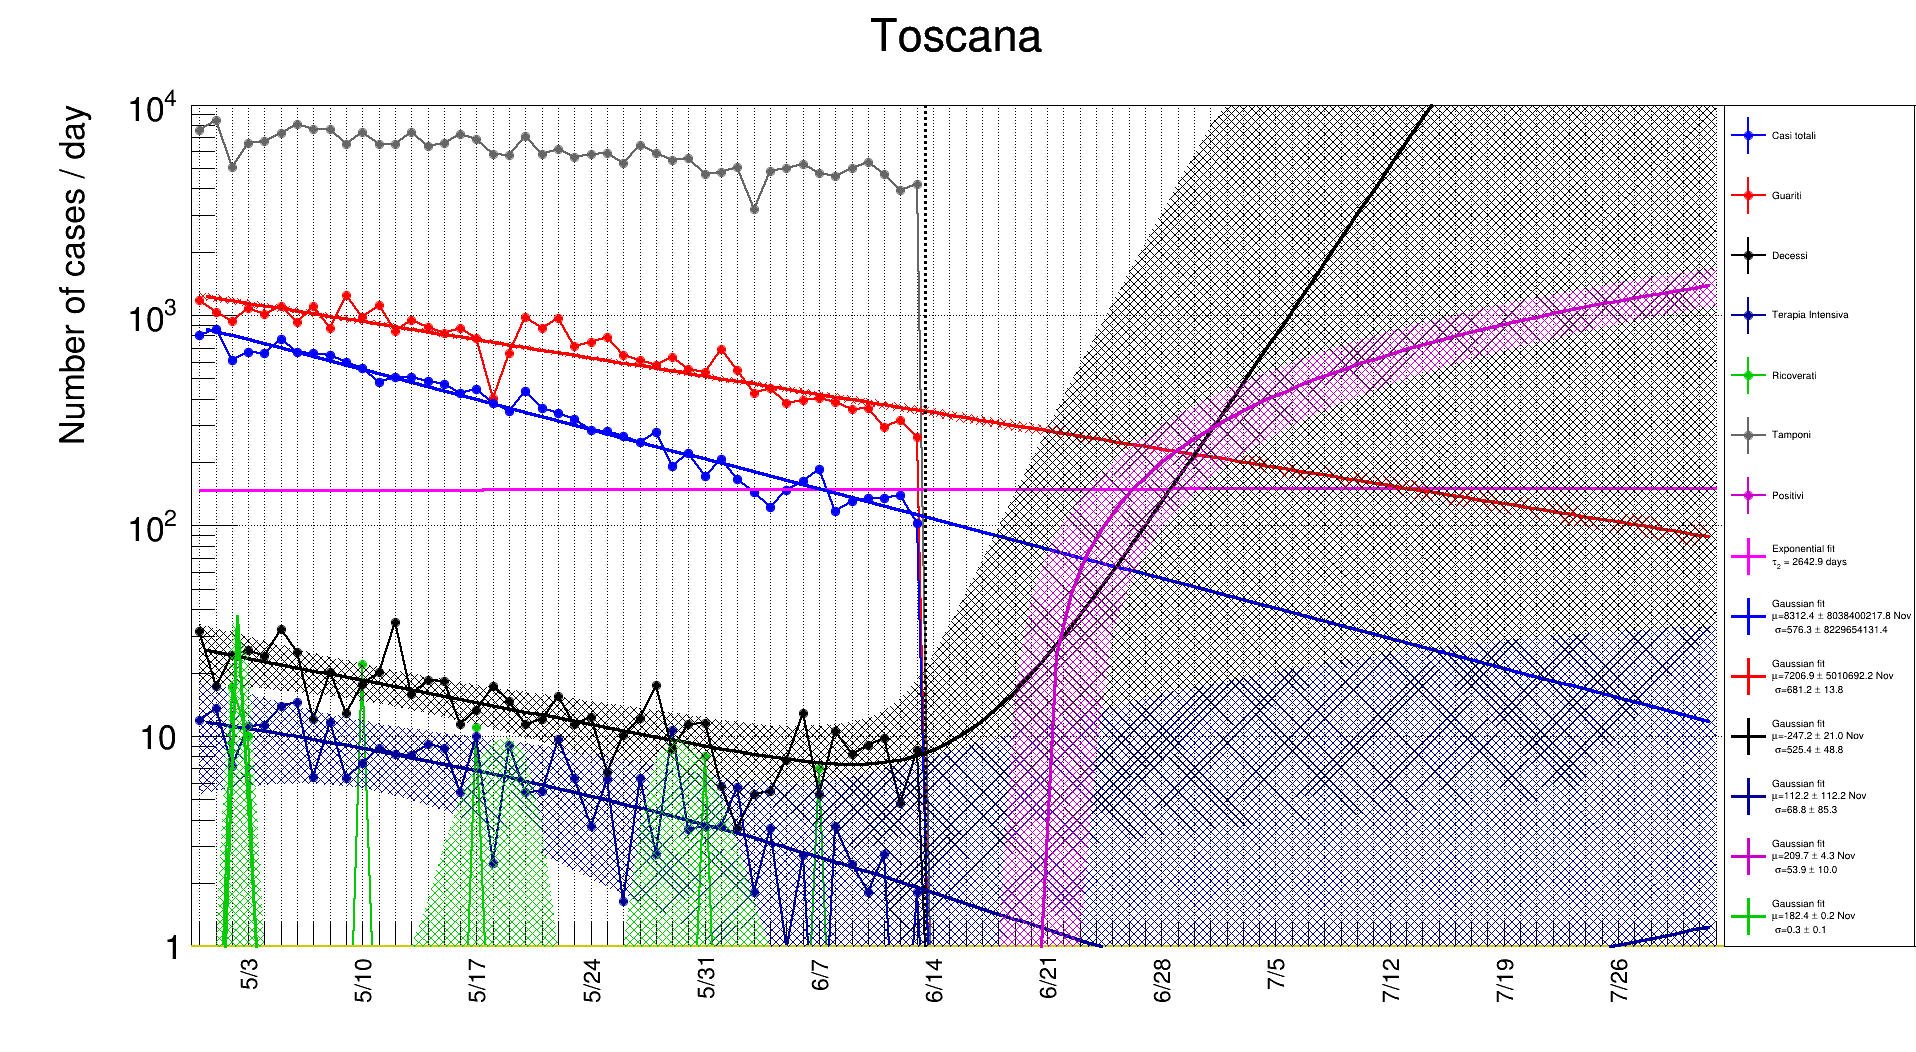 Toscana
Number of cases / day
10^4
10^3
10^2
10
1
5/3
5/10
5/17
5/24
5/31
6/7
6/14
6/21
6/28
7/5
7/12
7/19
7/26
Casi totali
Guariti
Decessi
Terapia Intensiva
Ricoverati
Tamponi
Positivi
Exponential fit
τ_2 = 2642.9 days
Gaussian fit
μ=8312.4 ± 8038400217.8 Nov
σ=576.3 ± 8229654131.4
Gaussian fit
μ=7206.9 ± 5010692.2 Nov
σ=681.2 ± 13.8
Gaussian fit
μ=-247.2 ± 21.0 Nov
σ=525.4 ± 48.8
Gaussian fit
μ=112.2 ± 112.2 Nov
σ=68.8 ± 85.3
Gaussian fit
μ=209.7 ± 4.3 Nov
σ=53.9 ± 10.0
Gaussian fit
μ=182.4 ± 0.2 Nov
σ=0.3 ± 0.1